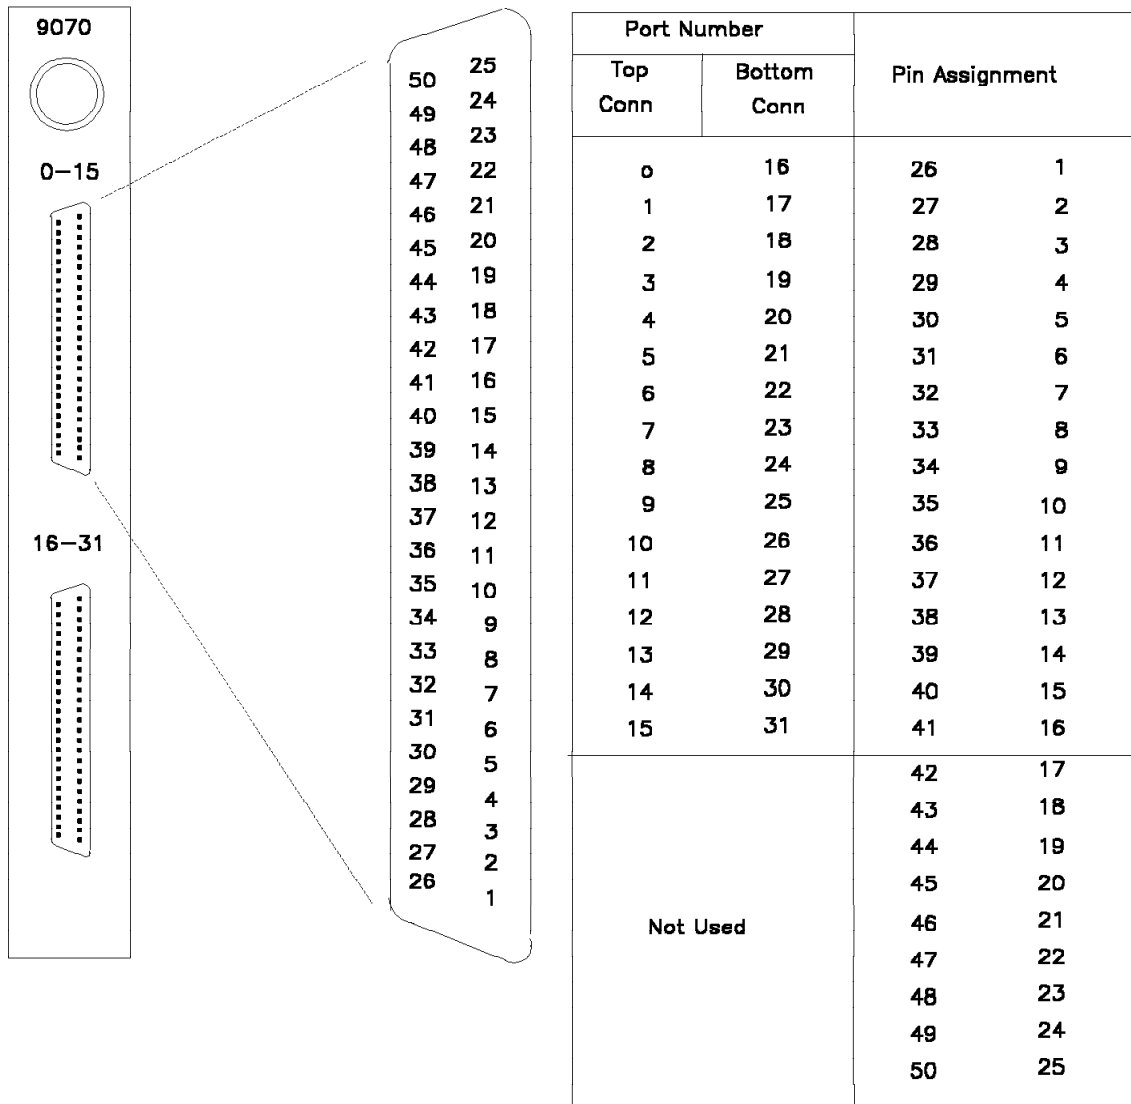 9070
0-15
16-31
50 25
49 24
48 23
47 22
46 21
45 20
44 19
43 18
42 17
41 16
40 15
39 14
38 13
37 12
36 11
35 10
34 9
33 8
32 7
31 6
30 5
29 4
28 3
27 2
26 1
Port Number
Top Conn
Bottom Conn
Pin Assignment
0 16 26 1
1 17 27 2
2 18 28 3
3 19 29 4
4 20 30 5
5 21 31 6
6 22 32 7
7 23 33 8
8 24 34 9
9 25 35 10
10 26 36 11
11 27 37 12
12 28 38 13
13 29 39 14
14 30 40 15
15 31 41 16
42 17
43 18
44 19
45 20
46 21
Not Used
47 22
48 23
49 24
50 25